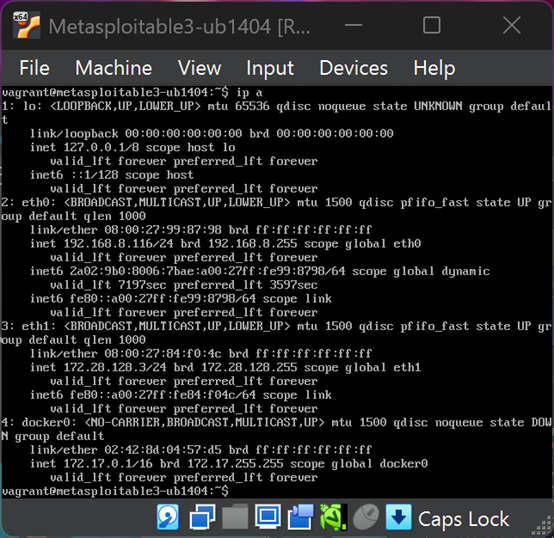 Metasploitable3-ub1404 [R...
File Machine View Input Devices Help
vagrant@metasploitable3-ub1404:~$ ip a
1: lo: <LOOPBACK,UP,LOWER_UP> mtu 65536 qdisc noqueue state UNKNOWN group defaul
t
    link/loopback 00:00:00:00:00:00 brd 00:00:00:00:00:00
    inet 127.0.0.1/8 scope host lo
       valid_lft forever preferred_lft forever
    inet6 ::1/128 scope host
       valid_lft forever preferred_lft forever
2: eth0: <BROADCAST,MULTICAST,UP,LOWER_UP> mtu 1500 qdisc pfifo_fast state UP gr
oup default qlen 1000
    link/ether 08:00:27:99:87:98 brd ff:ff:ff:ff:ff:ff
    inet 192.168.8.116/24 brd 192.168.8.255 scope global eth0
       valid_lft forever preferred_lft forever
    inet6 2a02:9b0:8006:7bae:a00:27ff:fe99:8798/64 scope global dynamic
       valid_lft 7197sec preferred_lft 3597sec
    inet6 fe80::a00:27ff:fe99:8798/64 scope link
       valid_lft forever preferred_lft forever
3: eth1: <BROADCAST,MULTICAST,UP,LOWER_UP> mtu 1500 qdisc pfifo_fast state UP gr
oup default qlen 1000
    link/ether 08:00:27:84:f0:4c brd ff:ff:ff:ff:ff:ff
    inet 172.28.128.3/24 brd 172.28.128.255 scope global eth1
       valid_lft forever preferred_lft forever
    inet6 fe80::a00:27ff:fe84:f04c/64 scope link
       valid_lft forever preferred_lft forever
4: docker0: <NO-CARRIER,BROADCAST,MULTICAST,UP> mtu 1500 qdisc noqueue state DOW
N group default
    link/ether 02:42:8d:04:57:d5 brd ff:ff:ff:ff:ff:ff
    inet 172.17.0.1/16 brd 172.17.255.255 scope global docker0
       valid_lft forever preferred_lft forever
vagrant@metasploitable3-ub1404:~$
Caps Lock